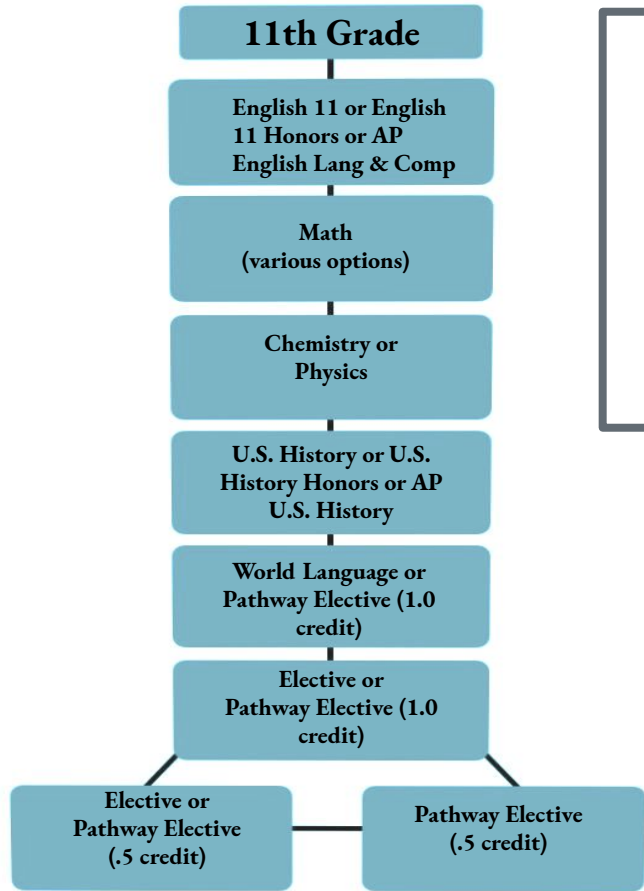 11th Grade
English 11 or English
11 Honors or AP
English Lang & Comp
Math
(various options)
Chemistry or
Physics
U.S. History or U.S.
History Honors or AP
U.S. History
World Language or
Pathway Elective (1.0
credit)
Elective or
Pathway Elective (1.0
credit)
Elective or
Pathway Elective
(.5 credit)
Pathway Elective
(.5 credit)